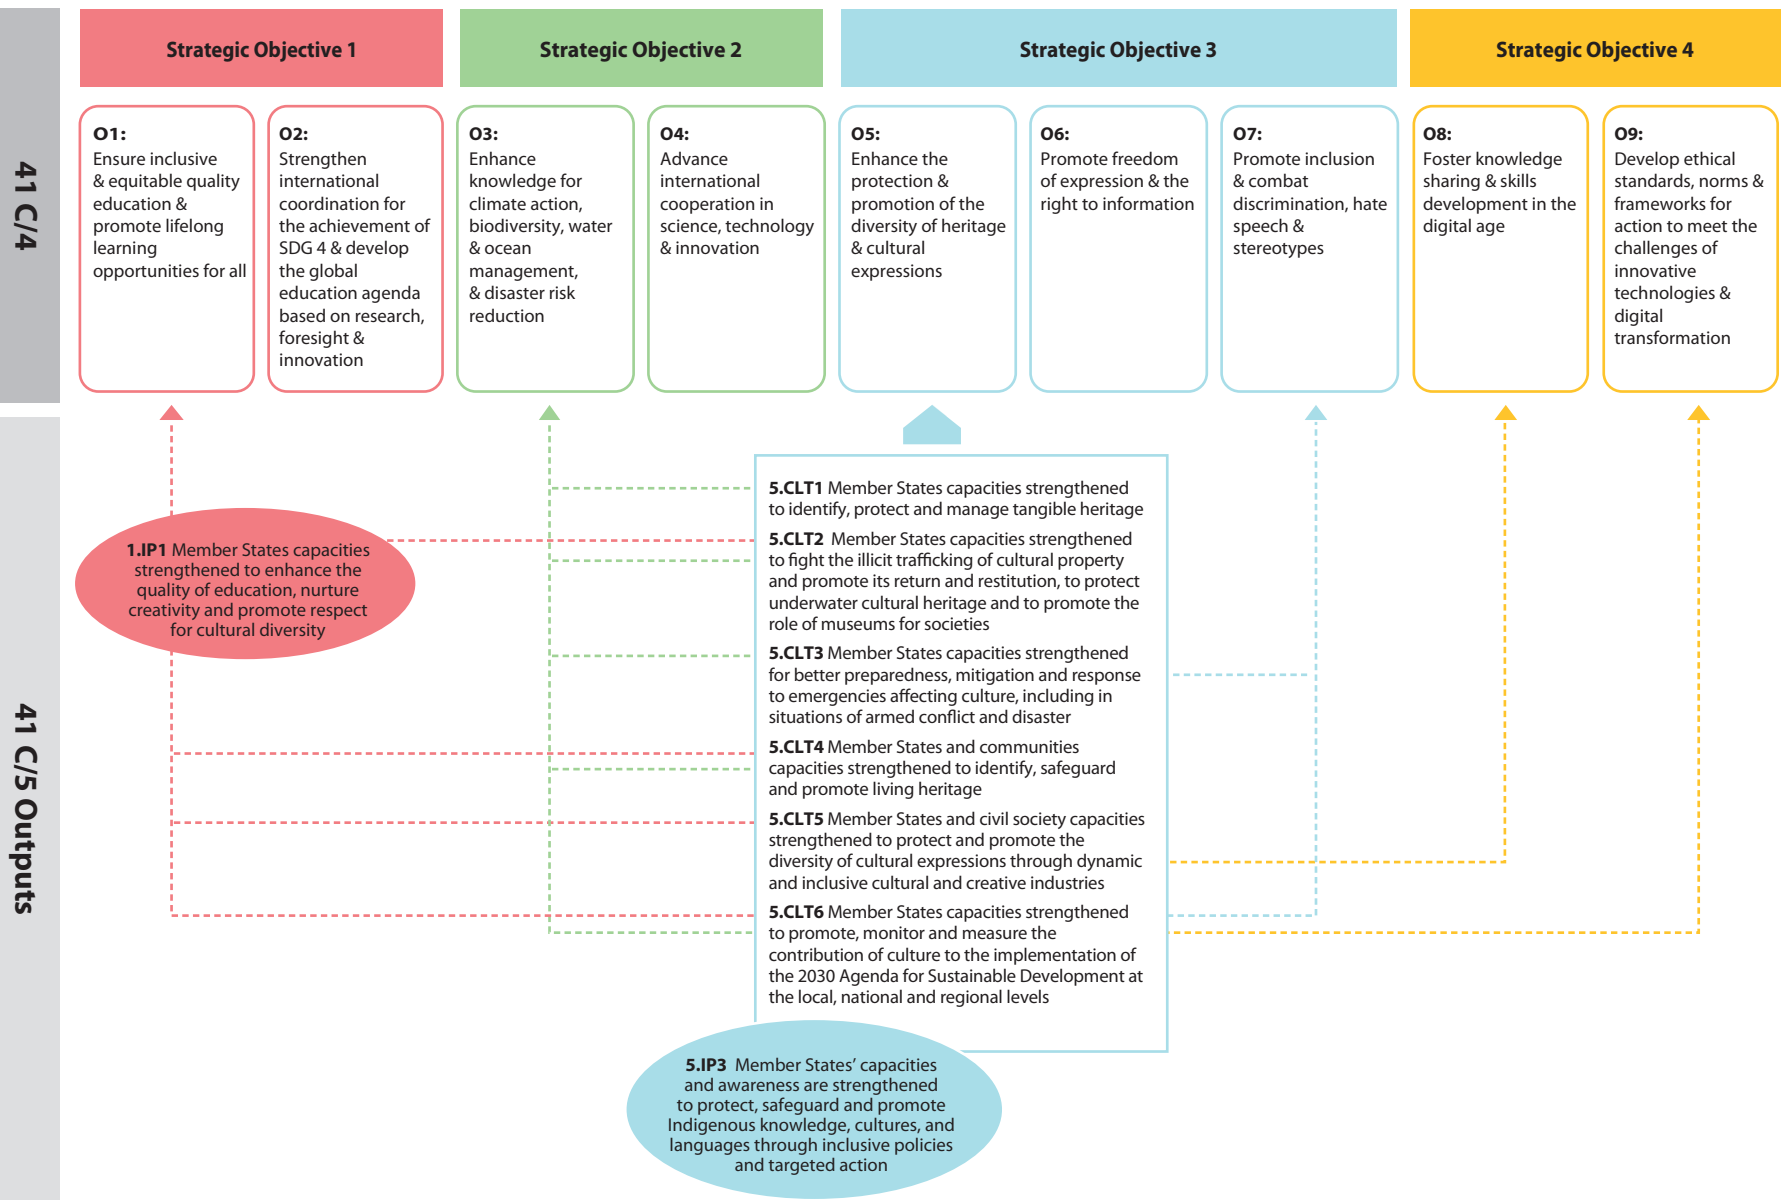 41 C/4
Strategic Objective 1
Strategic Objective 2
Strategic Objective 3
Strategic Objective 4
O1:
Ensure inclusive
& equitable quality
education &
promote lifelong
learning
opportunities for all
O2:
Strengthen
international
coordination for
the achievement of
SDG 4 & develop
the global
education agenda
based on research,
foresight &
innovation
O3:
Enhance
knowledge for
climate action,
biodiversity, water
& ocean
management,
& disaster risk
reduction
O4:
Advance
international
cooperation in
science, technology
& innovation
O5:
Enhance the
protection &
promotion of the
diversity of heritage
& cultural
expressions
O6:
Promote freedom
of expression & the
right to information
O7:
Promote inclusion
& combat
discrimination, hate
speech &
stereotypes
O8:
Foster knowledge
sharing & skills
development in the
digital age
O9:
Develop ethical
standards, norms &
frameworks for
action to meet the
challenges of
innovative
technologies &
digital
transformation
41 C/5 Outputs
1.IP1 Member States capacities
strengthened to enhance the
quality of education, nurture
creativity and promote respect
for cultural diversity
5.CLT1 Member States capacities strengthened
to identify, protect and manage tangible heritage
5.CLT2 Member States capacities strengthened
to fight the illicit trafficking of cultural property
and promote its return and restitution, to protect
underwater cultural heritage and to promote the
role of museums for societies
5.CLT3 Member States capacities strengthened
for better preparedness, mitigation and response
to emergencies affecting culture, including in
situations of armed conflict and disaster
5.CLT4 Member States and communities
capacities strengthened to identify, safeguard
and promote living heritage
5.CLT5 Member States and civil society capacities
strengthened to protect and promote the
diversity of cultural expressions through dynamic
and inclusive cultural and creative industries
5.CLT6 Member States capacities strengthened
to promote, monitor and measure the
contribution of culture to the implementation of
the 2030 Agenda for Sustainable Development at
the local, national and regional levels
5.IP3 Member States’ capacities
and awareness are strengthened
to protect, safeguard and promote
Indigenous knowledge, cultures, and
languages through inclusive policies
and targeted action